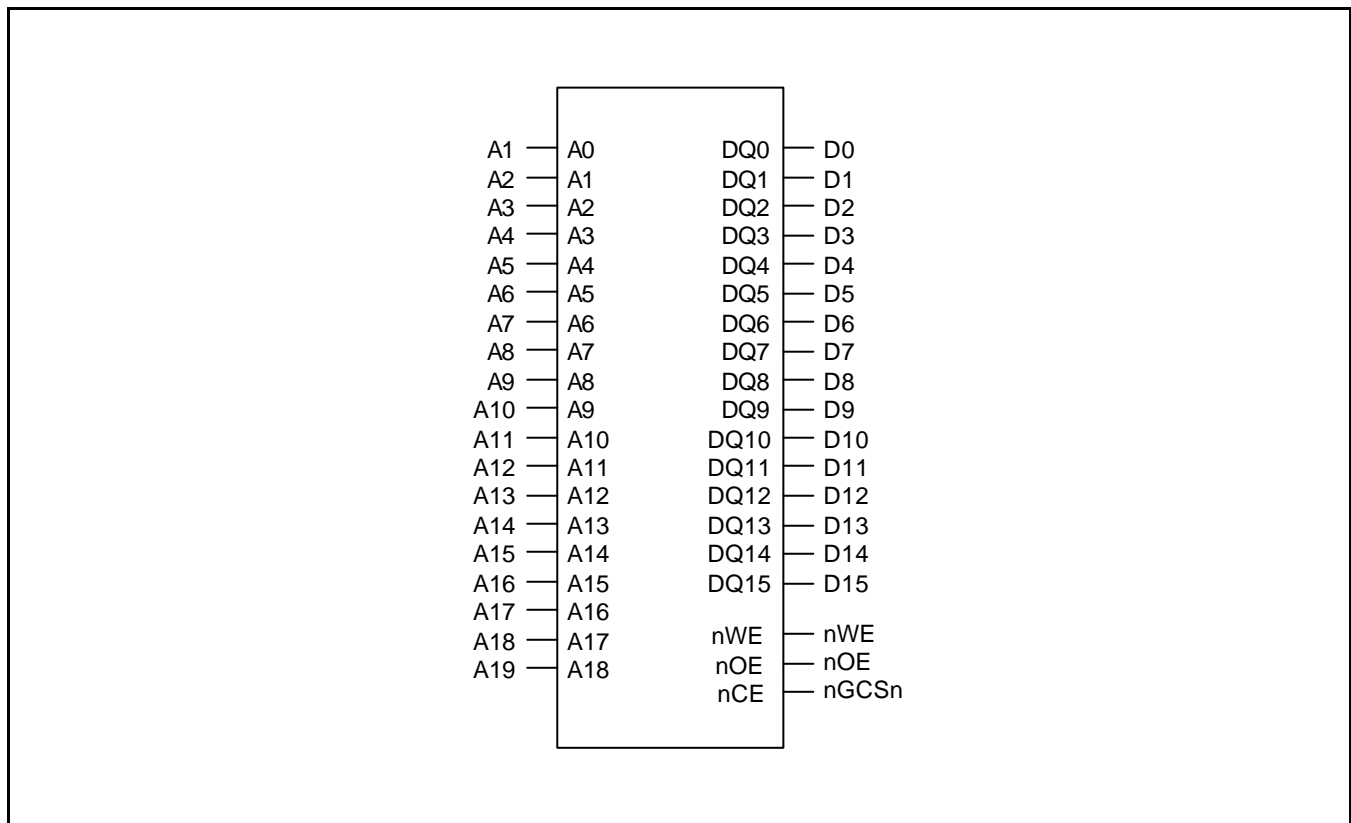 A1 A0 DQ0 D0
A2 A1 DQ1 D1
A3 A2 DQ2 D2
A4 A3 DQ3 D3
A5 A4 DQ4 D4
A6 A5 DQ5 D5
A7 A6 DQ6 D6
A8 A7 DQ7 D7
A9 A8 DQ8 D8
A10 A9 DQ9 D9
A11 A10 DQ10 D10
A12 A11 DQ11 D11
A13 A12 DQ12 D12
A14 A13 DQ13 D13
A15 A14 DQ14 D14
A16 A15 DQ15 D15
A17 A16
A18 A17 nWE nWE
A19 A18 nOE nOE
nCE nGCSn